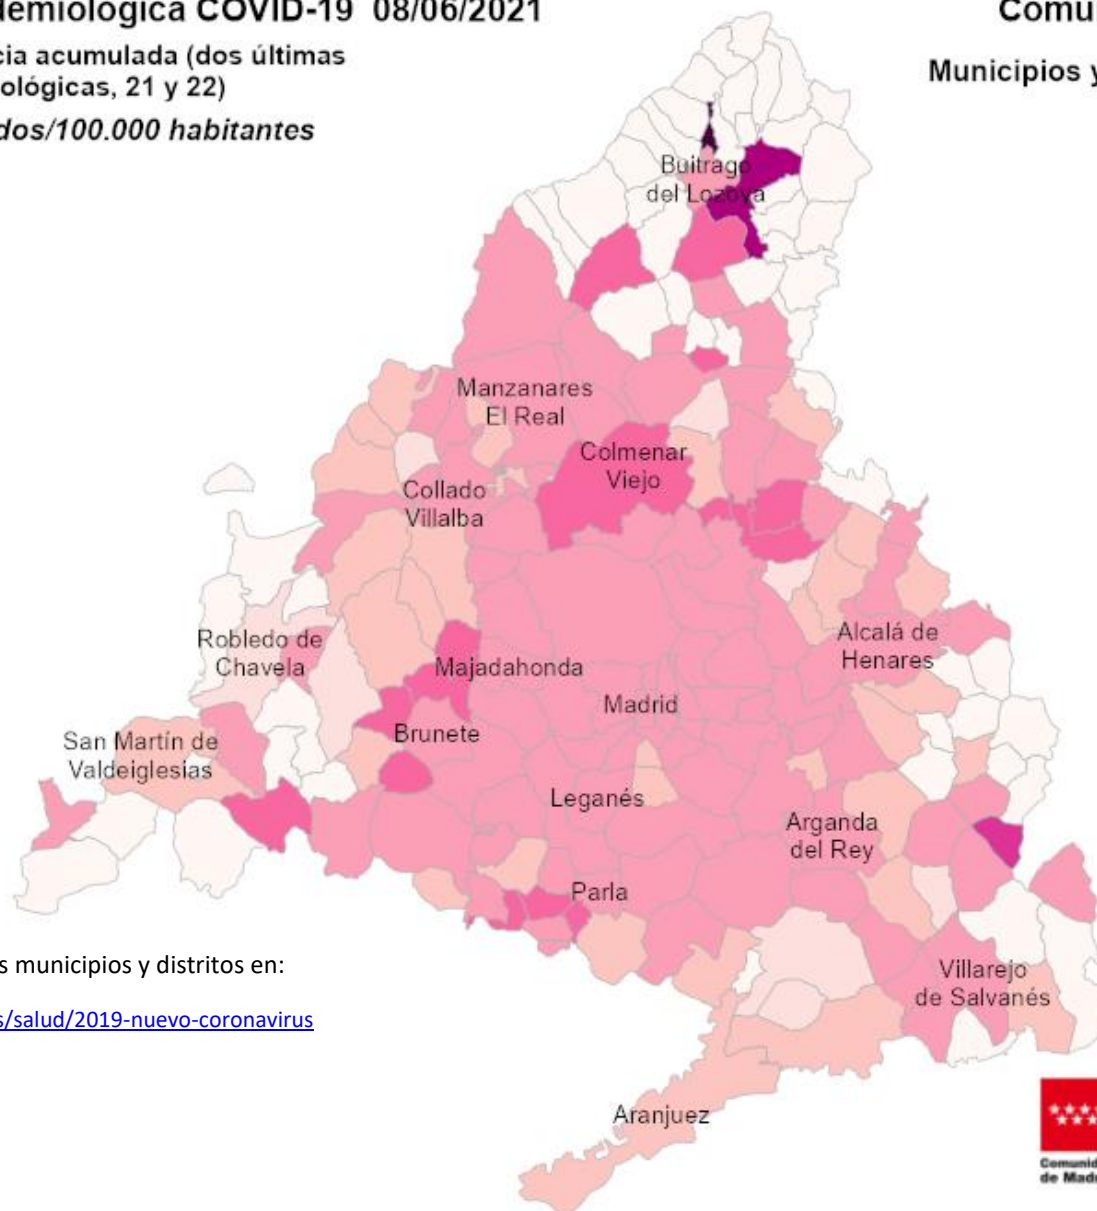 demiológica COVID-19 08/06/2021
Comu
cia acumulada (dos últimas
ológicas, 21 y 22)
Municipios y
dos/100.000 habitantes
Buitrago
del Lozoya
Manzanares
El Real
Colmenar
Viejo
Collado
Villalba
Robledo de
Chavela
Majadahonda
Alcalá de
Henares
Madrid
San Martín de
Valdeiglesias
Brunete
Leganés
Arganda
del Rey
Parla
s municipios y distritos en:
Villarejo
de Salvanés
s/salud/2019-nuevo-coronavirus
Aranjuez
Comunid
de Madr